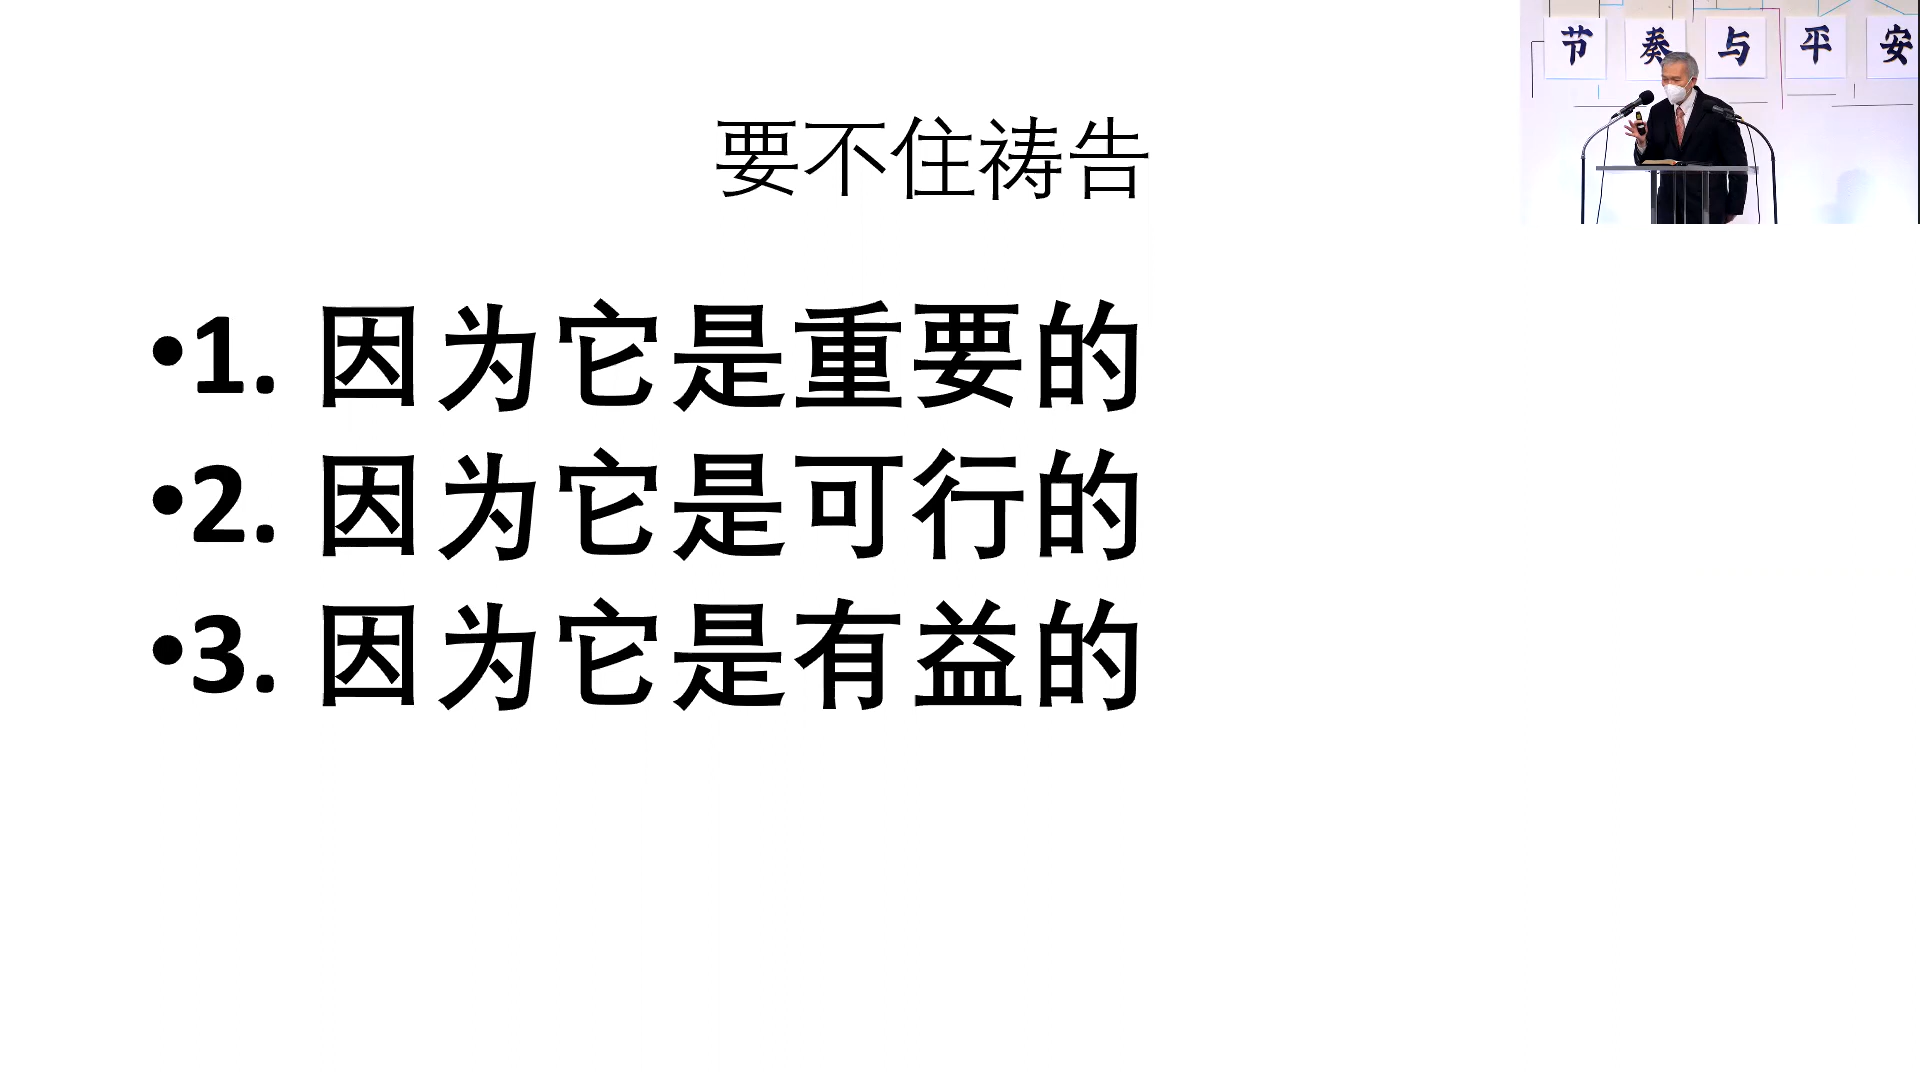 节奏与平安
要不住祷告
•1. 因为它是重要的
•2. 因为它是可行的
•3. 因为它是有益的